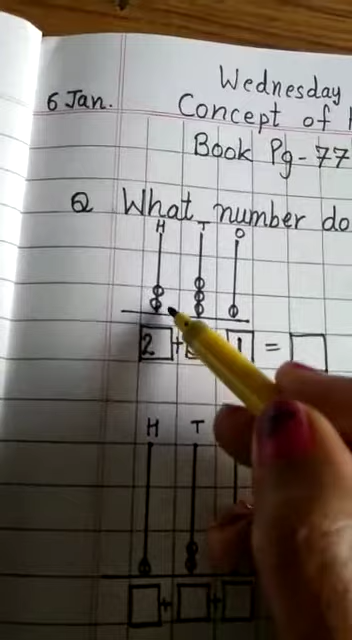 Wednesday
6 Jan.
Concept of
Book Pg-77
Q What number do
H T O
2 + 1 =
H T
+ +